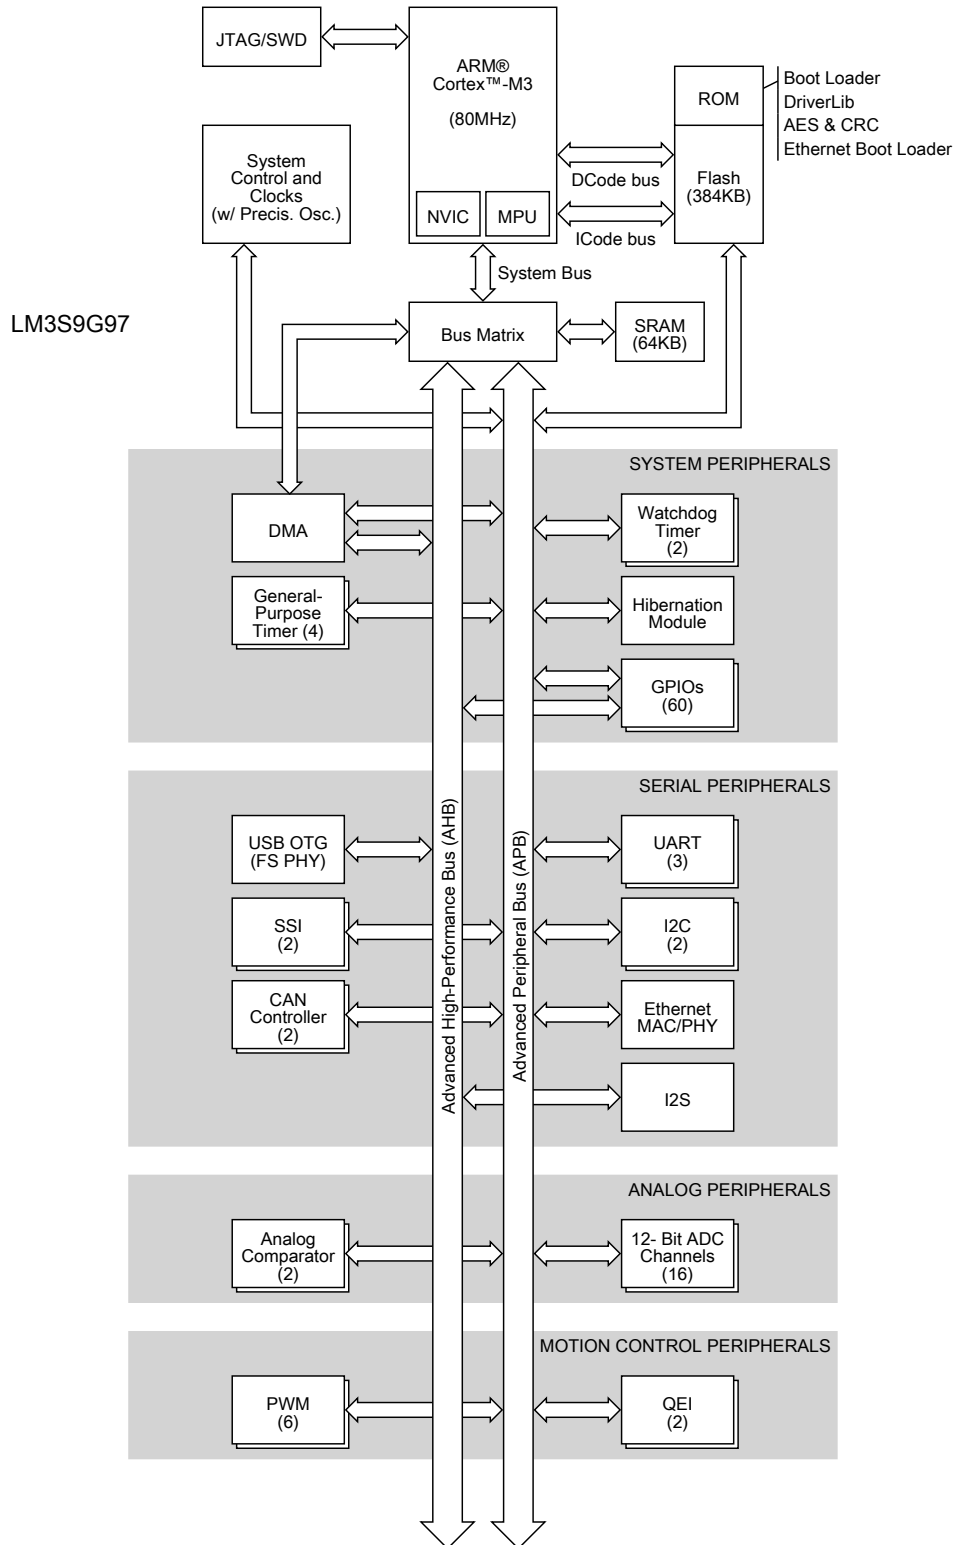 JTAG/SWD
ARM®
Cortex™-M3
(80MHz)
NVIC
MPU
ROM
Flash
(384KB)
Boot Loader
DriverLib
AES & CRC
Ethernet Boot Loader
System
Control and
Clocks
(w/ Precis. Osc.)
DCode bus
ICode bus
System Bus
LM3S9G97
Bus Matrix
SRAM
(64KB)
SYSTEM PERIPHERALS
DMA
Watchdog
Timer
(2)
General-
Purpose
Timer (4)
Hibernation
Module
GPIOs
(60)
Advanced High-Performance Bus (AHB)
Advanced Peripheral Bus (APB)
SERIAL PERIPHERALS
USB OTG
(FS PHY)
UART
(3)
SSI
(2)
I2C
(2)
CAN
Controller
(2)
Ethernet
MAC/PHY
I2S
ANALOG PERIPHERALS
Analog
Comparator
(2)
12- Bit ADC
Channels
(16)
MOTION CONTROL PERIPHERALS
PWM
(6)
QEI
(2)